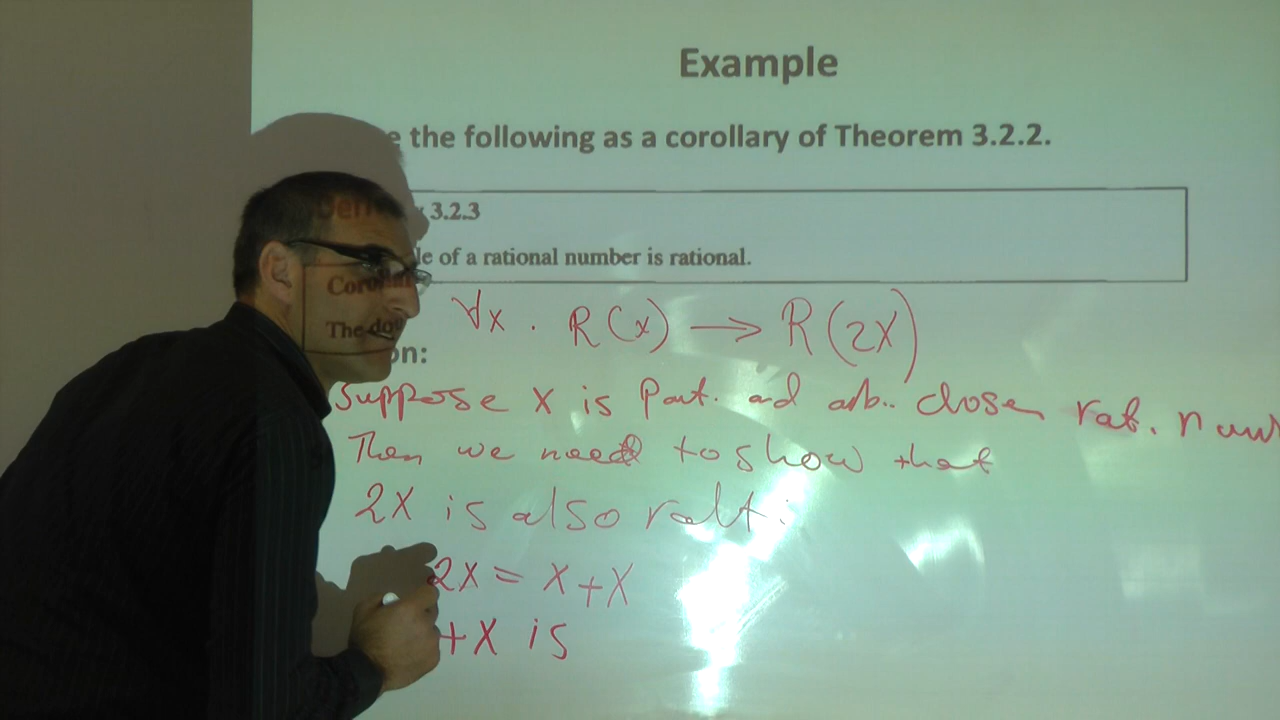 Example
e the following as a corollary of Theorem 3.2.2.
3.2.3
le of a rational number is rational.
The dou
∀x . R(x) → R(2X)
on:
Suppose x is part. and arb.. chosen rat. num
Then we need to show that
2X is also ralt.
2X = X + X
+X is